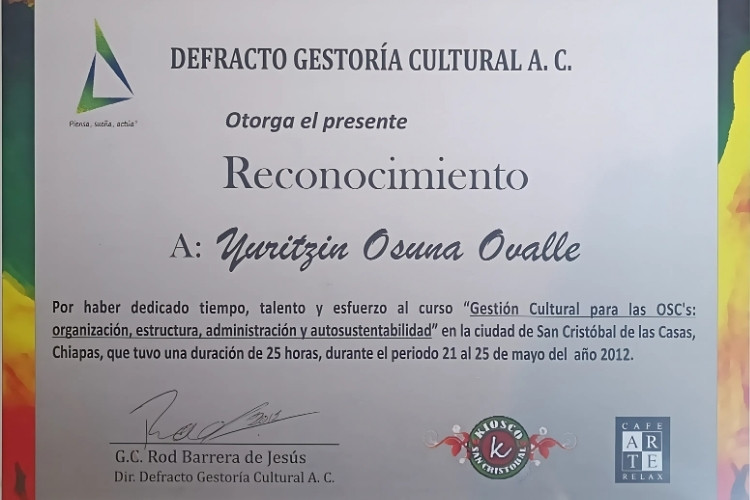 DEFRACTO GESTORÍA CULTURAL A. C.
Piensa, sueña, actúa
Otorga el presente
Reconocimiento
A: Yuritzin Osuna Ovalle
Por haber dedicado tiempo, talento y esfuerzo al curso “Gestión Cultural para las OSC's:
organización, estructura, administración y autosustentabilidad” en la ciudad de San Cristóbal de las Casas,
Chiapas, que tuvo una duración de 25 horas, durante el periodo 21 al 25 de mayo del año 2012.
G.C. Rod Barrera de Jesús
Dir. Defracto Gestoría Cultural A. C.
KIOSCO
k
SAN CRISTOBAL
CAFE
ARTE
RELAX